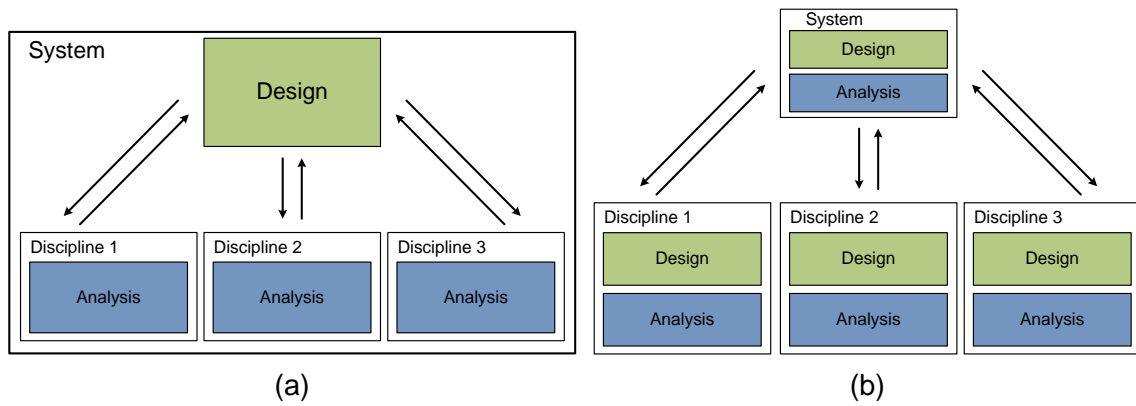 System
Design
Discipline 1
Discipline 2
Discipline 3
Analysis
Analysis
Analysis
(a)
System
Design
Analysis
Discipline 1
Discipline 2
Discipline 3
Design
Design
Design
Analysis
Analysis
Analysis
(b)